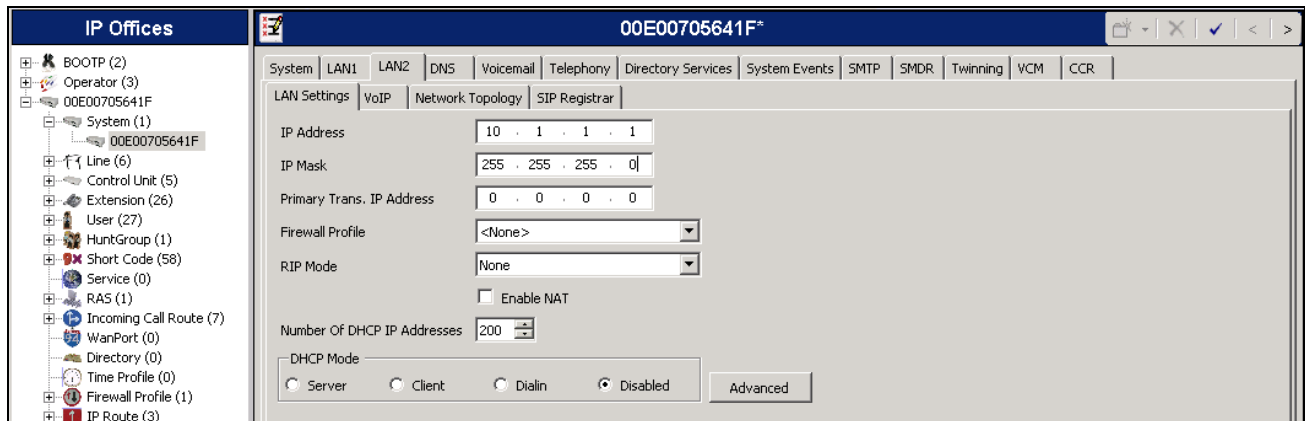 IP Offices
BOOTP (2)
Operator (3)
00E00705641F
System (1)
00E00705641F
Line (6)
Control Unit (5)
Extension (26)
User (27)
HuntGroup (1)
Short Code (58)
Service (0)
RAS (1)
Incoming Call Route (7)
WanPort (0)
Directory (0)
Time Profile (0)
Firewall Profile (1)
IP Route (3)
00E00705641F*
System LAN1 LAN2 DNS Voicemail Telephony Directory Services System Events SMTP SMDR Twinning VCM CCR
LAN Settings VoIP Network Topology SIP Registrar
IP Address 10 . 1 . 1 . 1
IP Mask 255 . 255 . 255 . 0
Primary Trans. IP Address 0 . 0 . 0 . 0
Firewall Profile <None>
RIP Mode None
Enable NAT
Number Of DHCP IP Addresses 200
DHCP Mode
Server Client Dialin Disabled Advanced